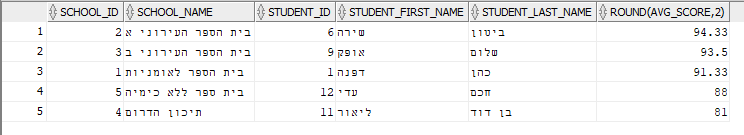 SCHOOL_ID SCHOOL_NAME STUDENT_ID STUDENT_FIRST_NAME STUDENT_LAST_NAME ROUND(AVG_SCORE,2)
1 2 בית הספר העירוני א 6 שירה ביטון 94.33
2 3 בית הספר העירוני ב 9 אופק שלום 93.5
3 1 בית הספר לאומניות 1 דפנה כהן 91.33
4 5 בית ספר ללא כימיה 12 עדי חכם 88
5 4 תיכון הדרום 11 ליאור בן דוד 81